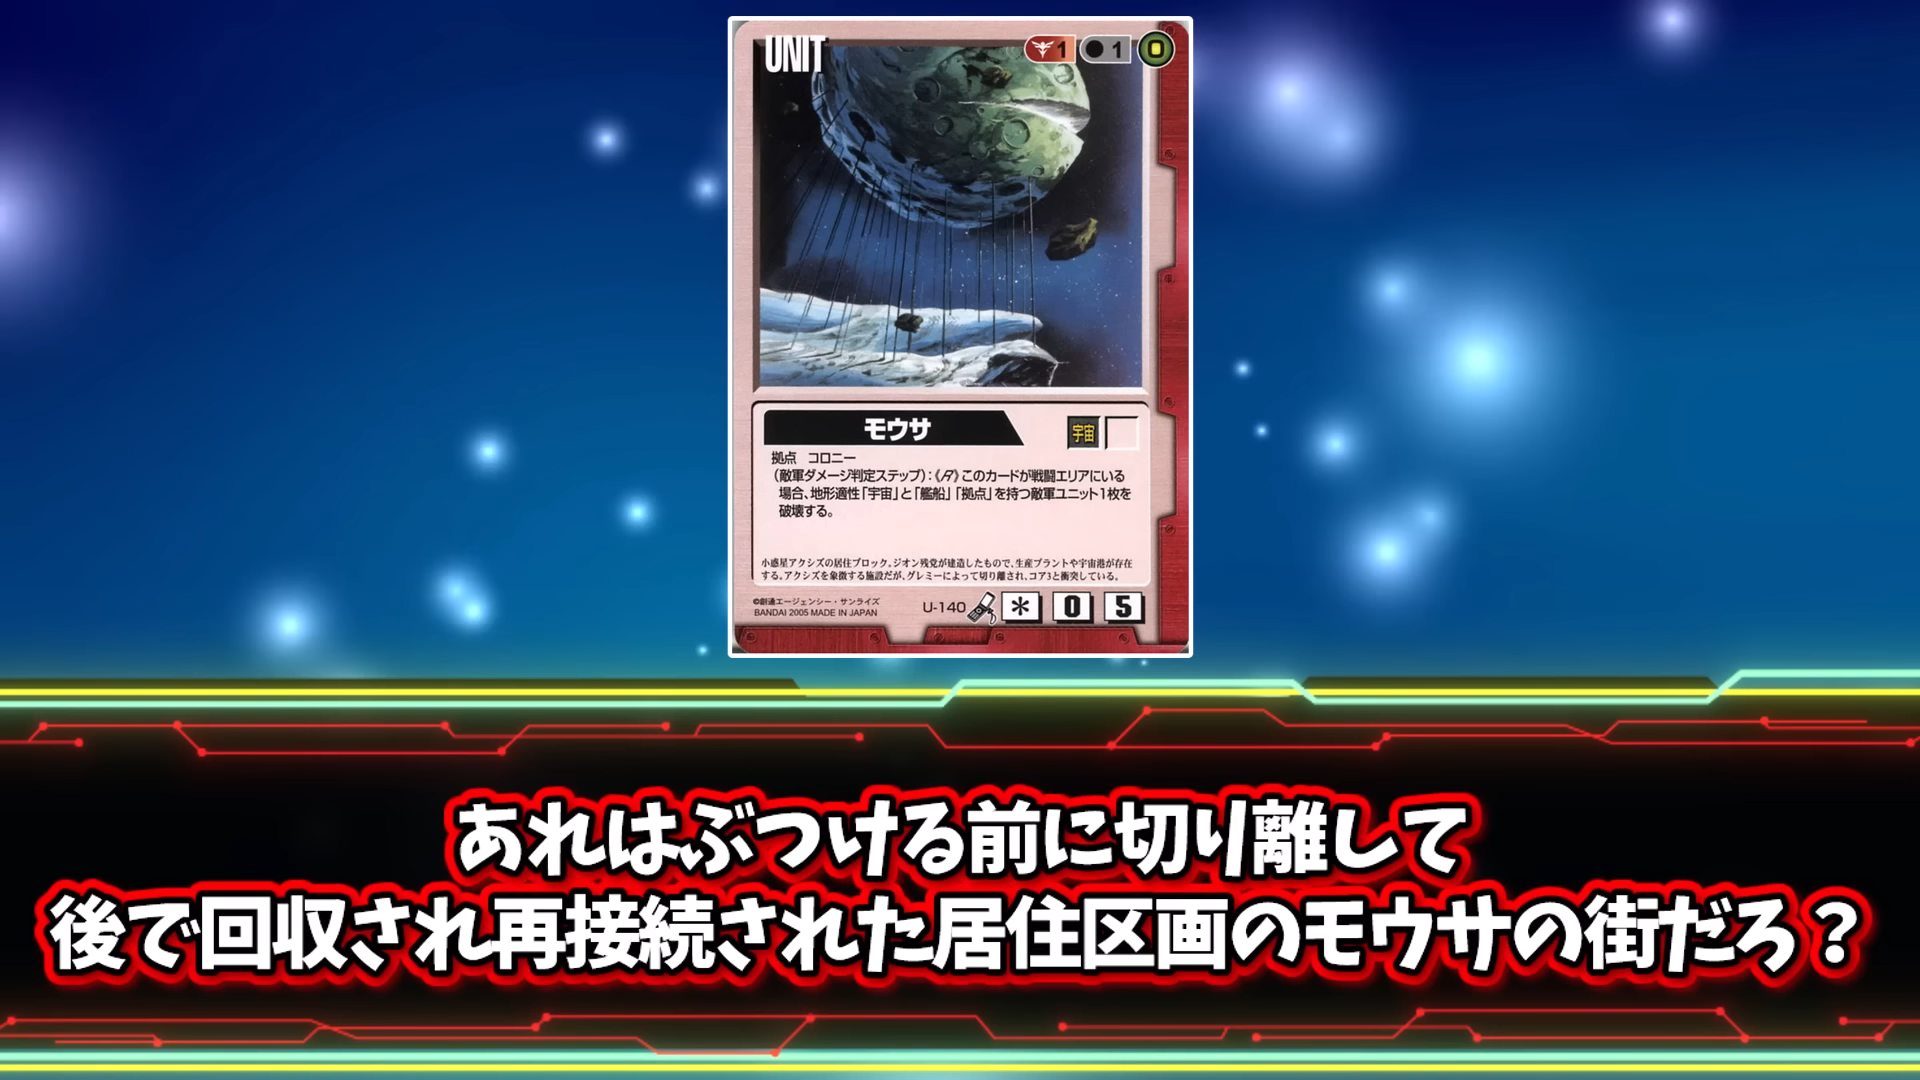 UNIT
1 1 0
モウサ
宇宙
拠点 コロニー
(敵軍ダメージ判定ステップ):《
》このカードが戦闘エリアにいる
場合、地形適性「宇宙」と「艦船」「拠点」を持つ敵軍ユニット1枚を
破壊する。
小惑星アクシズの居住ブロック。ジオン残党が建造したもので、生産プラントや宇宙港が存在
する。アクシズを象徴する施設だが、グレミーによって切り離され、コア3と衝突している。
©創通エージェンシー・サンライズ
BANDAI 2005 MADE IN JAPAN
U-140 * 0 5
あれはぶつける前に切り離して
後で回収され再接続された居住区画のモウサの街だろ？